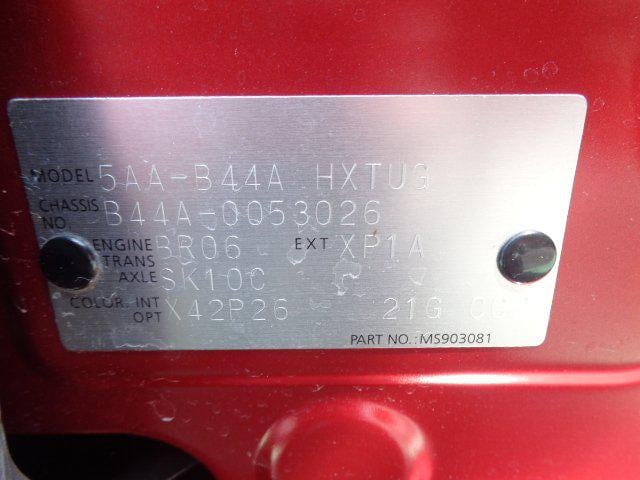 MODEL 5AA-B44A HXTUG
CHASSIS NO. B44A-0053026
ENGINE BR06 EXT XP1A
TRANS AXLE SK10C
COLOR. INT OPT X42P26 21G CG
PART NO.:MS903081